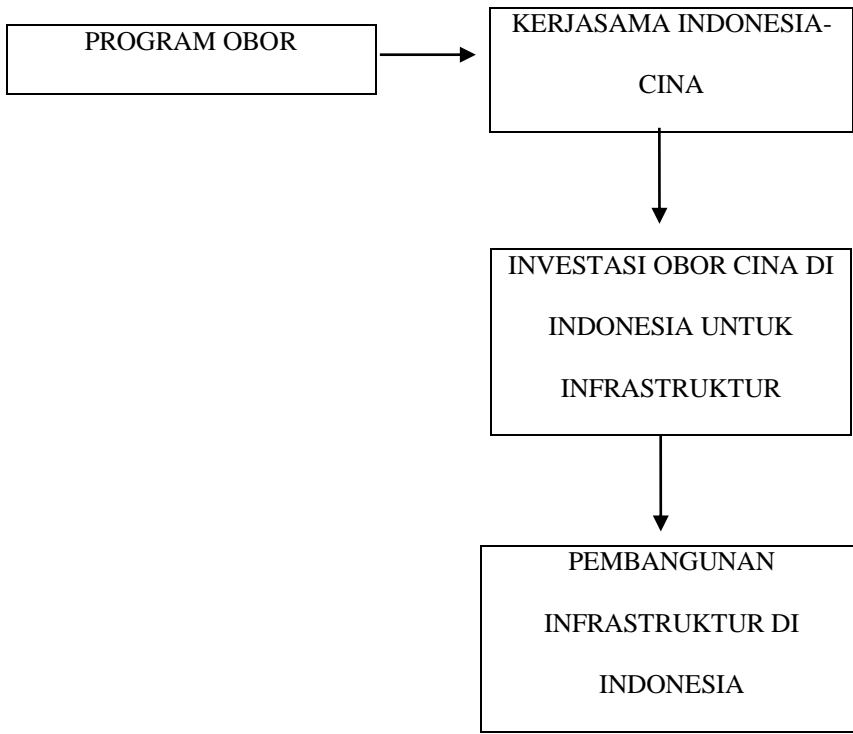 PROGRAM OBOR
KERJASAMA INDONESIA-
CINA
INVESTASI OBOR CINA DI
INDONESIA UNTUK
INFRASTRUKTUR
PEMBANGUNAN
INFRASTRUKTUR DI
INDONESIA